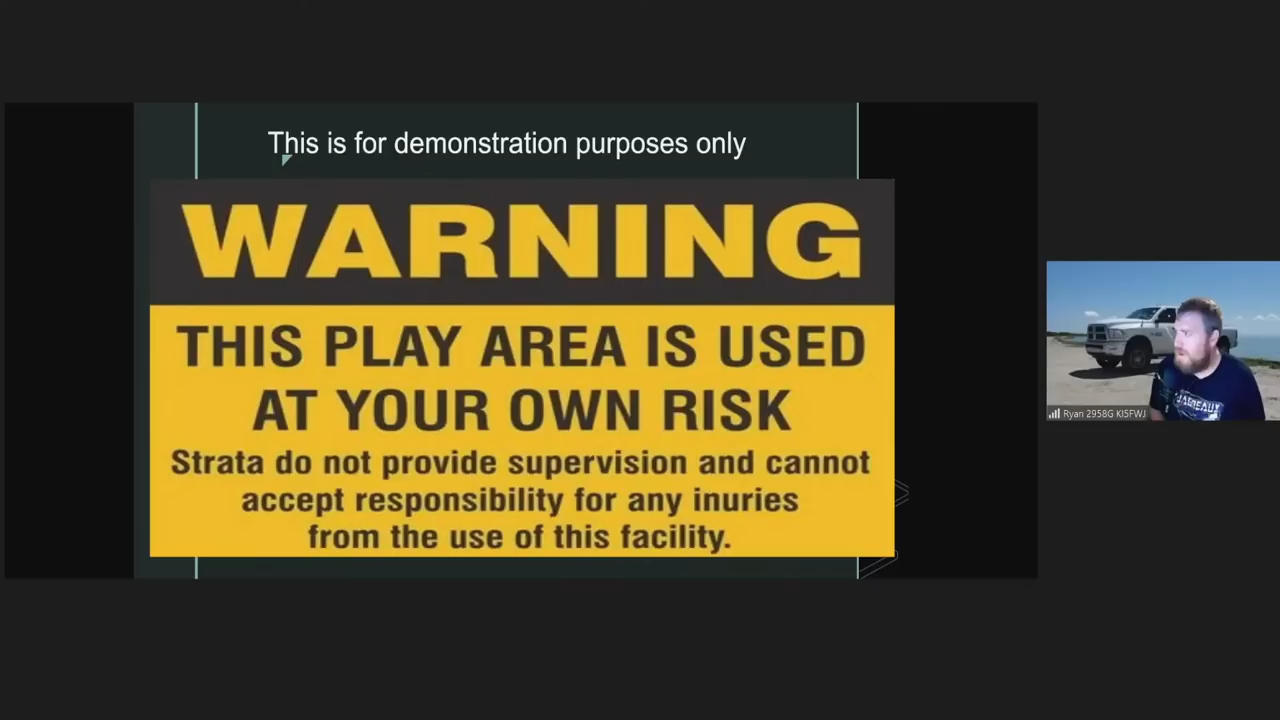 This is for demonstration purposes only
WARNING
THIS PLAY AREA IS USED
AT YOUR OWN RISK
Strata do not provide supervision and cannot
accept responsibility for any inuries
from the use of this facility.
Ryan 2958G KI5FWJ